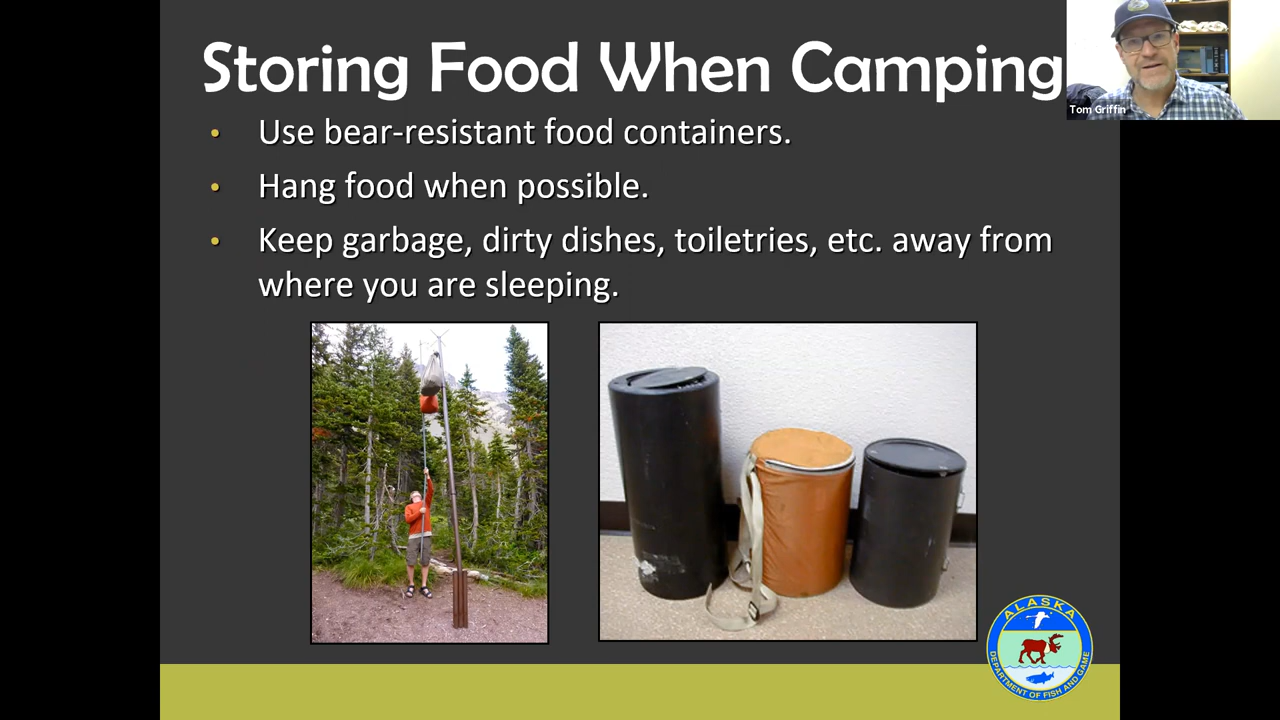 Storing Food When Camping
Tom Griffin
• Use bear-resistant food containers.
• Hang food when possible.
• Keep garbage, dirty dishes, toiletries, etc. away from
where you are sleeping.
ALASKA
DEPARTMENT OF FISH AND GAME